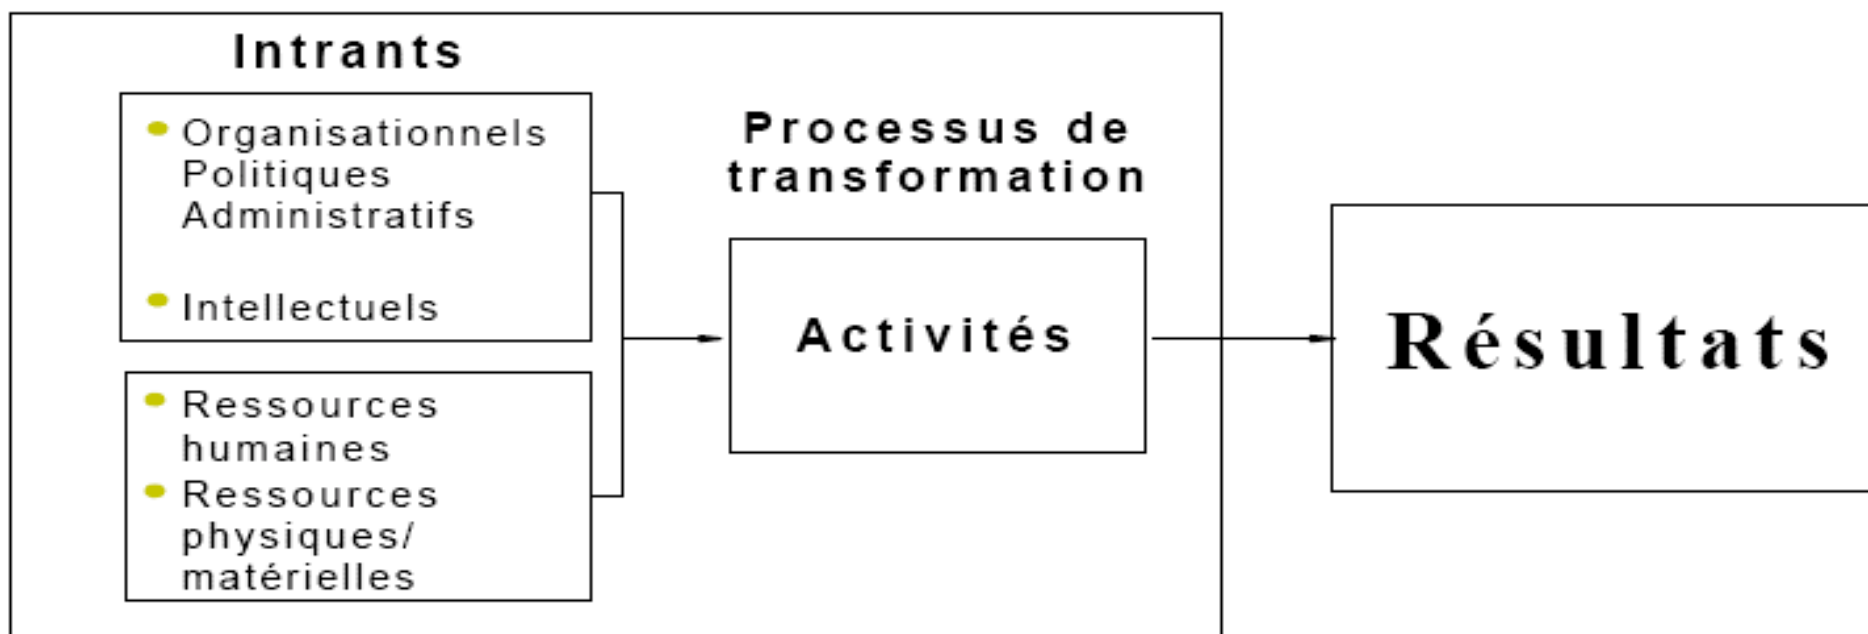 Intrants
Organisationnels
Politiques
Administratifs
Intellectuels
Ressources
humaines
Ressources
physiques/
matérielles
Processus de
transformation
Activités
Résultats